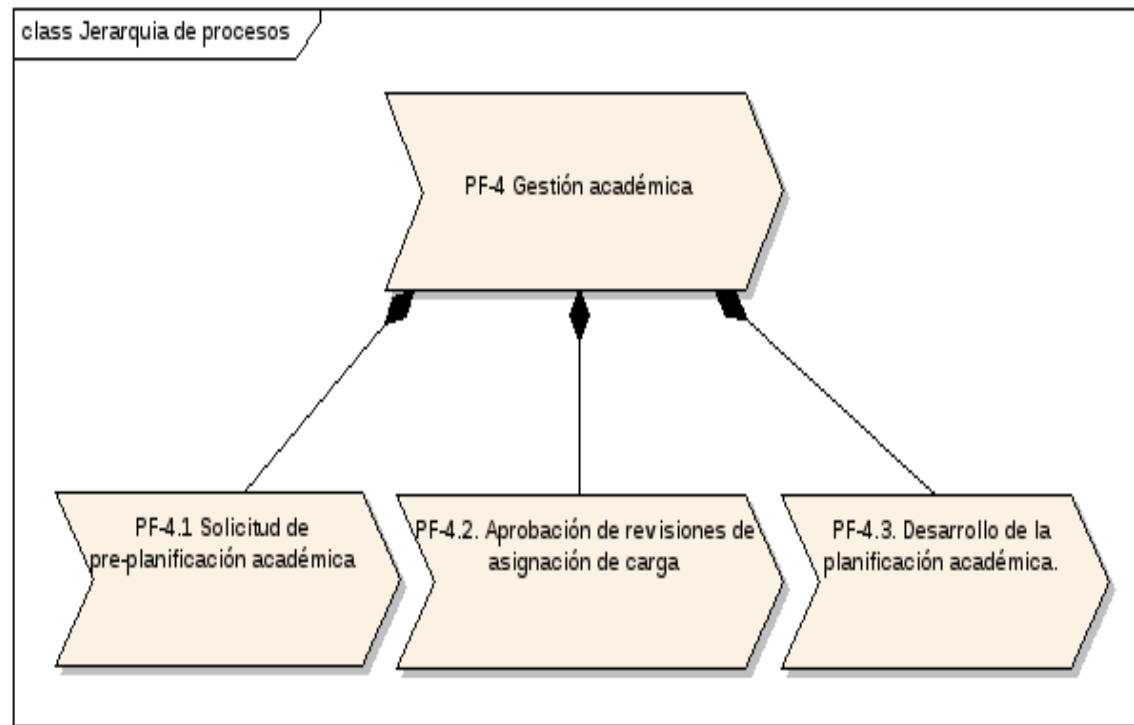 class Jerarquia de procesos
PF-4 Gestión académica
PF-4.1 Solicitud de
pre-planificación académica
PF-4.2. Aprobación de revisiones de
asignación de carga
PF-4.3. Desarrollo de la
planificación académica.